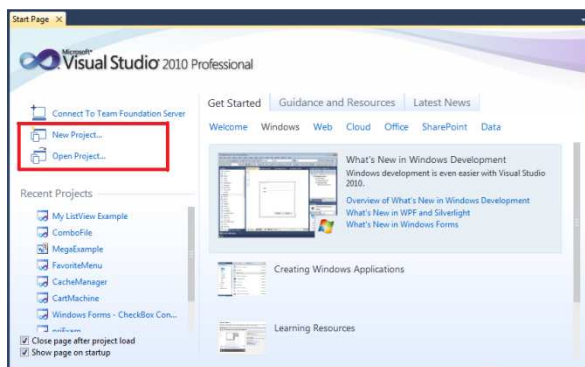 Start Page
Microsoft®
Visual Studio 2010 Professional
Connect To Team Foundation Server
New Project...
Open Project...
Recent Projects
My ListView Example
ComboFile
MegaExample
FavoriteMenu
CacheManager
CartMachine
Windows Forms - CheckBox Con...
Close page after project load
Show page on startup
Get Started Guidance and Resources Latest News
Welcome Windows Web Cloud Office SharePoint Data
What's New in Windows Development
Windows development is even easier with Visual Studio
2010.
Overview of What's New in Windows Development
What's New in WPF and Silverlight
What's New in Windows Forms
Creating Windows Applications
Learning Resources